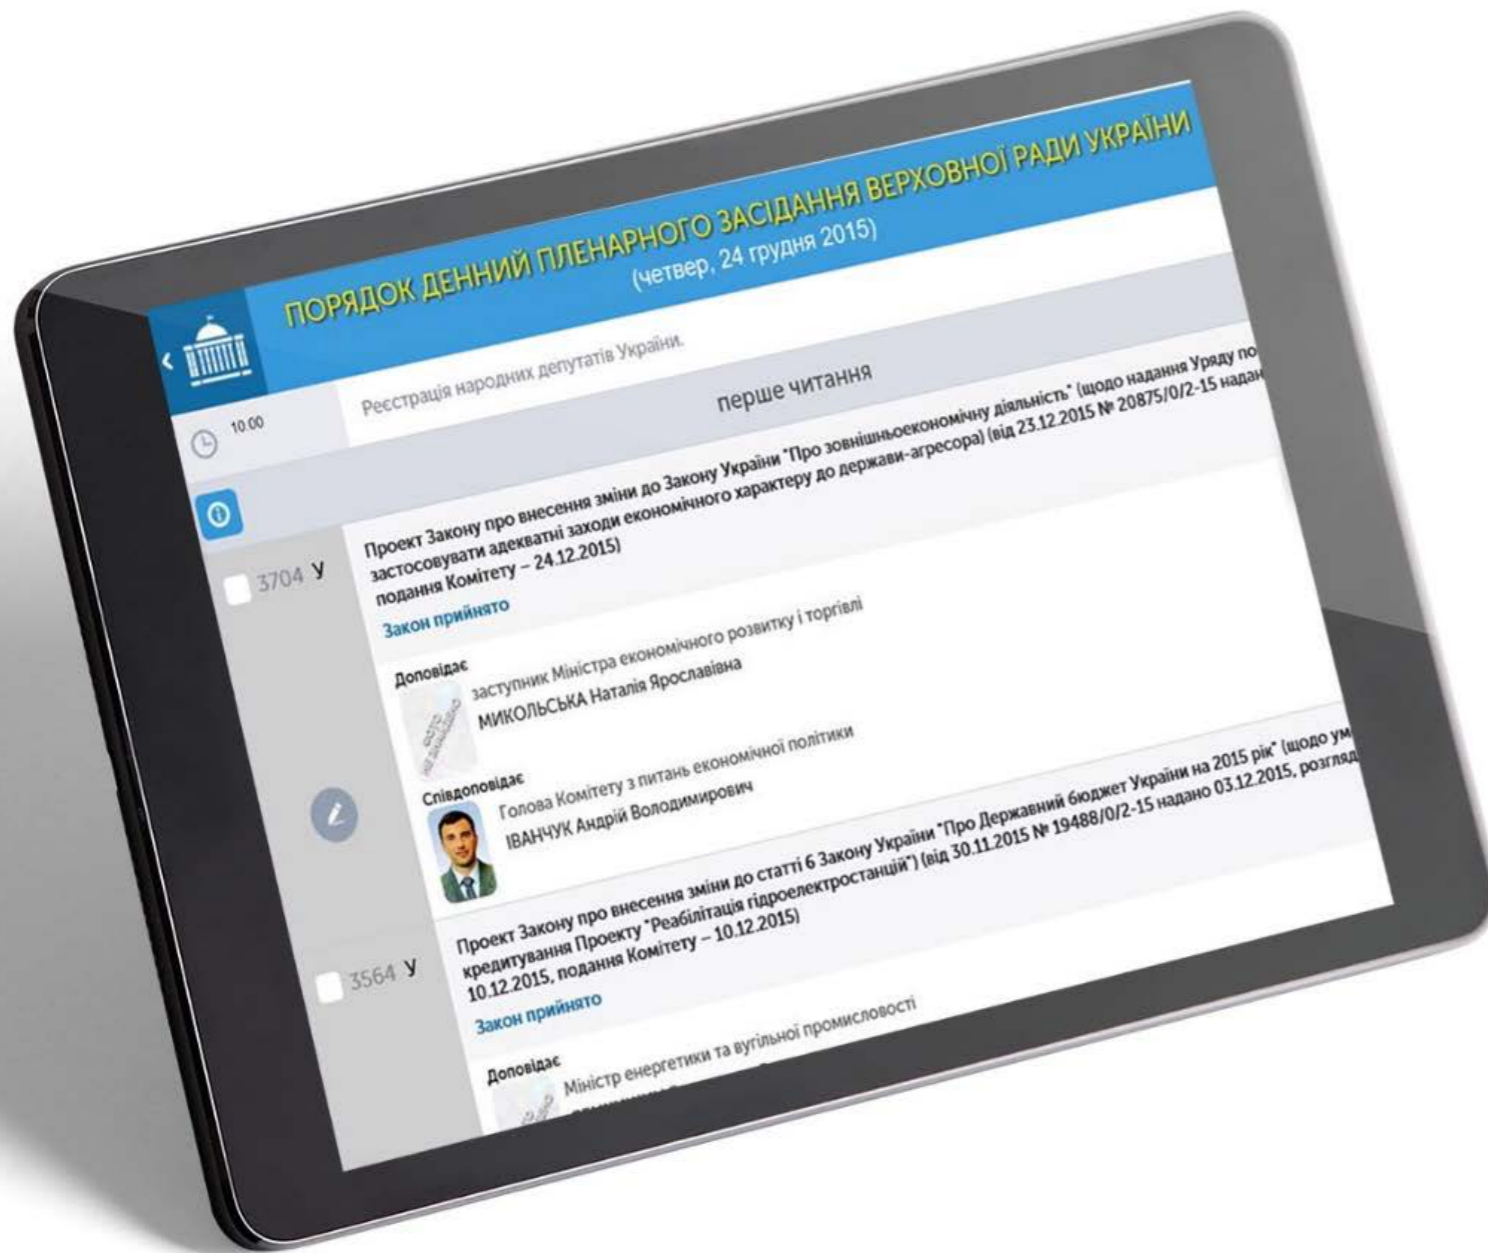 ПОРЯДОК ДЕННИЙ ПЛЕНАРНОГО ЗАСІДАННЯ ВЕРХОВНОЇ РАДИ УКРАЇНИ
(четвер, 24 грудня 2015)
10.00
Реєстрація народних депутатів України.
перше читання
3704 У
Проект Закону про внесення зміни до Закону України "Про зовнішньоекономічну діяльність" (щодо надання Уряду по
застосовувати адекватні заходи економічного характеру до держави-агресора) (від 23.12.2015 № 20875/0/2-15 надан
подання Комітету – 24.12.2015)
Закон прийнято
Доповідає
заступник Міністра економічного розвитку і торгівлі
МИКОЛЬСЬКА Наталія Ярославівна
Співдоповідає
Голова Комітету з питань економічної політики
ІВАНЧУК Андрій Володимирович
3564 У
Проект Закону про внесення зміни до статті 6 Закону України "Про Державний бюджет України на 2015 рік" (щодо ум
кредитування Проекту "Реабілітація гідроелектростанцій") (від 30.11.2015 № 19488/0/2-15 надано 03.12.2015, розгляд
10.12.2015, подання Комітету – 10.12.2015)
Закон прийнято
Доповідає
Міністр енергетики та вугільної промисловості